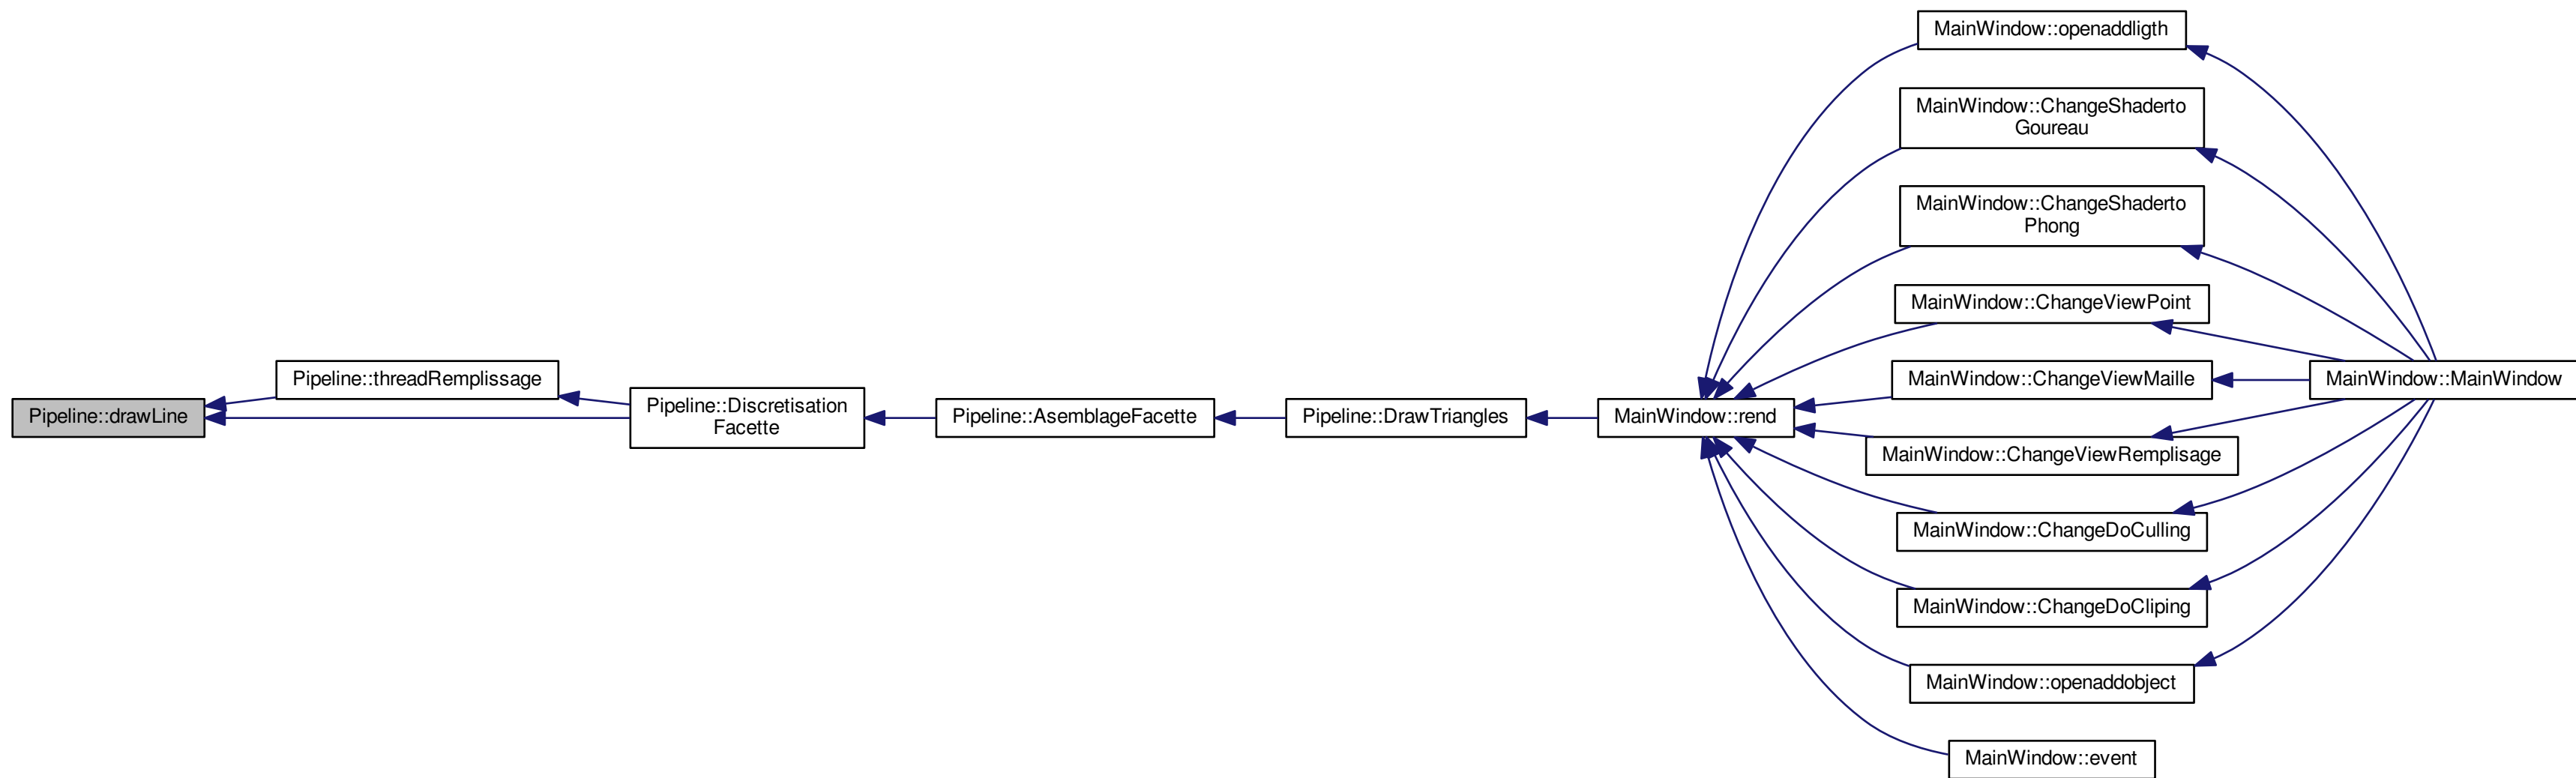 MainWindow::openaddligth
MainWindow::ChangeShaderto
Goureau
MainWindow::ChangeShaderto
Phong
MainWindow::ChangeViewPoint
Pipeline::threadRemplissage
MainWindow::ChangeViewMaille
MainWindow::MainWindow
Pipeline::drawLine
Pipeline::Discretisation
Facette
Pipeline::AsemblageFacette
Pipeline::DrawTriangles
MainWindow::rend
MainWindow::ChangeViewRemplisage
MainWindow::ChangeDoCulling
MainWindow::ChangeDoCliping
MainWindow::openaddobject
MainWindow::event